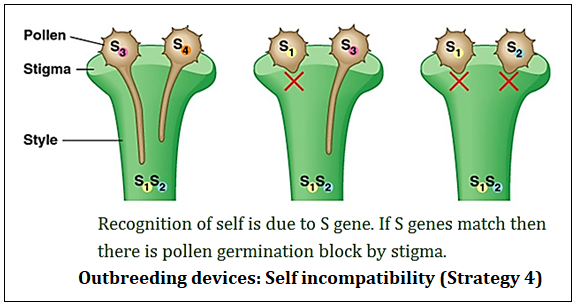 Pollen
Stigma
Style
S3 S4
S1S2
S1 S3
S1S2
S1 S2
S1S2
Recognition of self is due to S gene. If S genes match then
there is pollen germination block by stigma.
Outbreeding devices: Self incompatibility (Strategy 4)